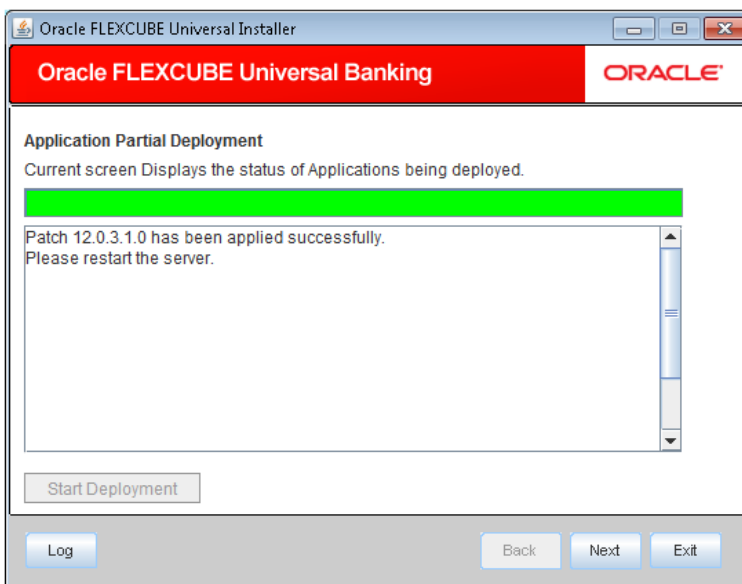 Oracle FLEXCUBE Universal Installer
Oracle FLEXCUBE Universal Banking
ORACLE'
Application Partial Deployment
Current screen Displays the status of Applications being deployed.
Patch 12.0.3.1.0 has been applied successfully.
Please restart the server.
Start Deployment
Log
Back
Next
Exit